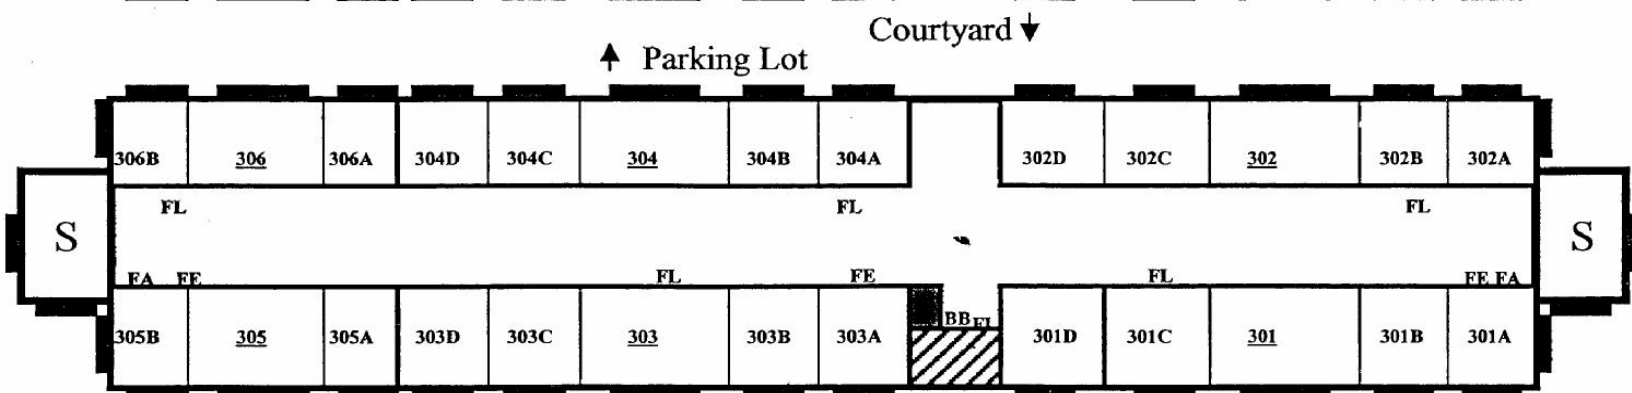 Courtyard ↓
↑ Parking Lot
306B 306 306A 304D 304C 304 304B 304A 302D 302C 302 302B 302A
FL FL FL
S S
FA FE FL FE FL FE FA
BB FL
305B 305 305A 303D 303C 303 303B 303A 301D 301C 301 301B 301A